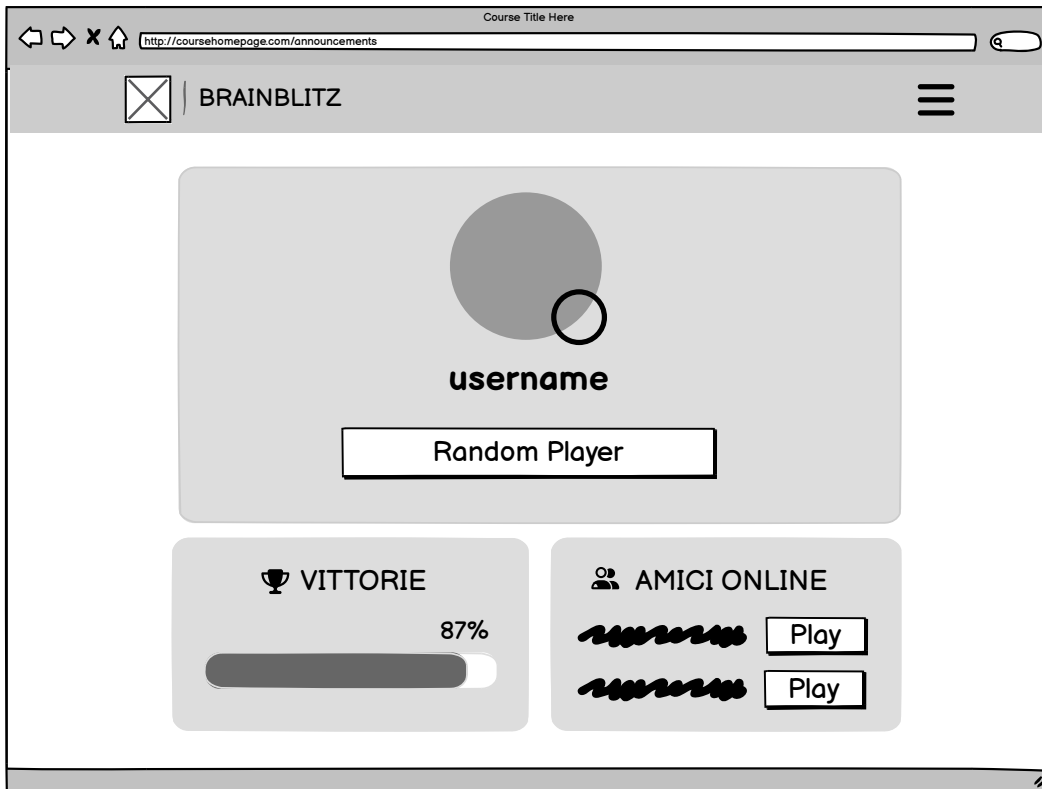 Course Title Here
http://coursehomepage.com/announcements
BRAINBLITZ
username
Random Player
VITTORIE
87%
AMICI ONLINE
Play
Play